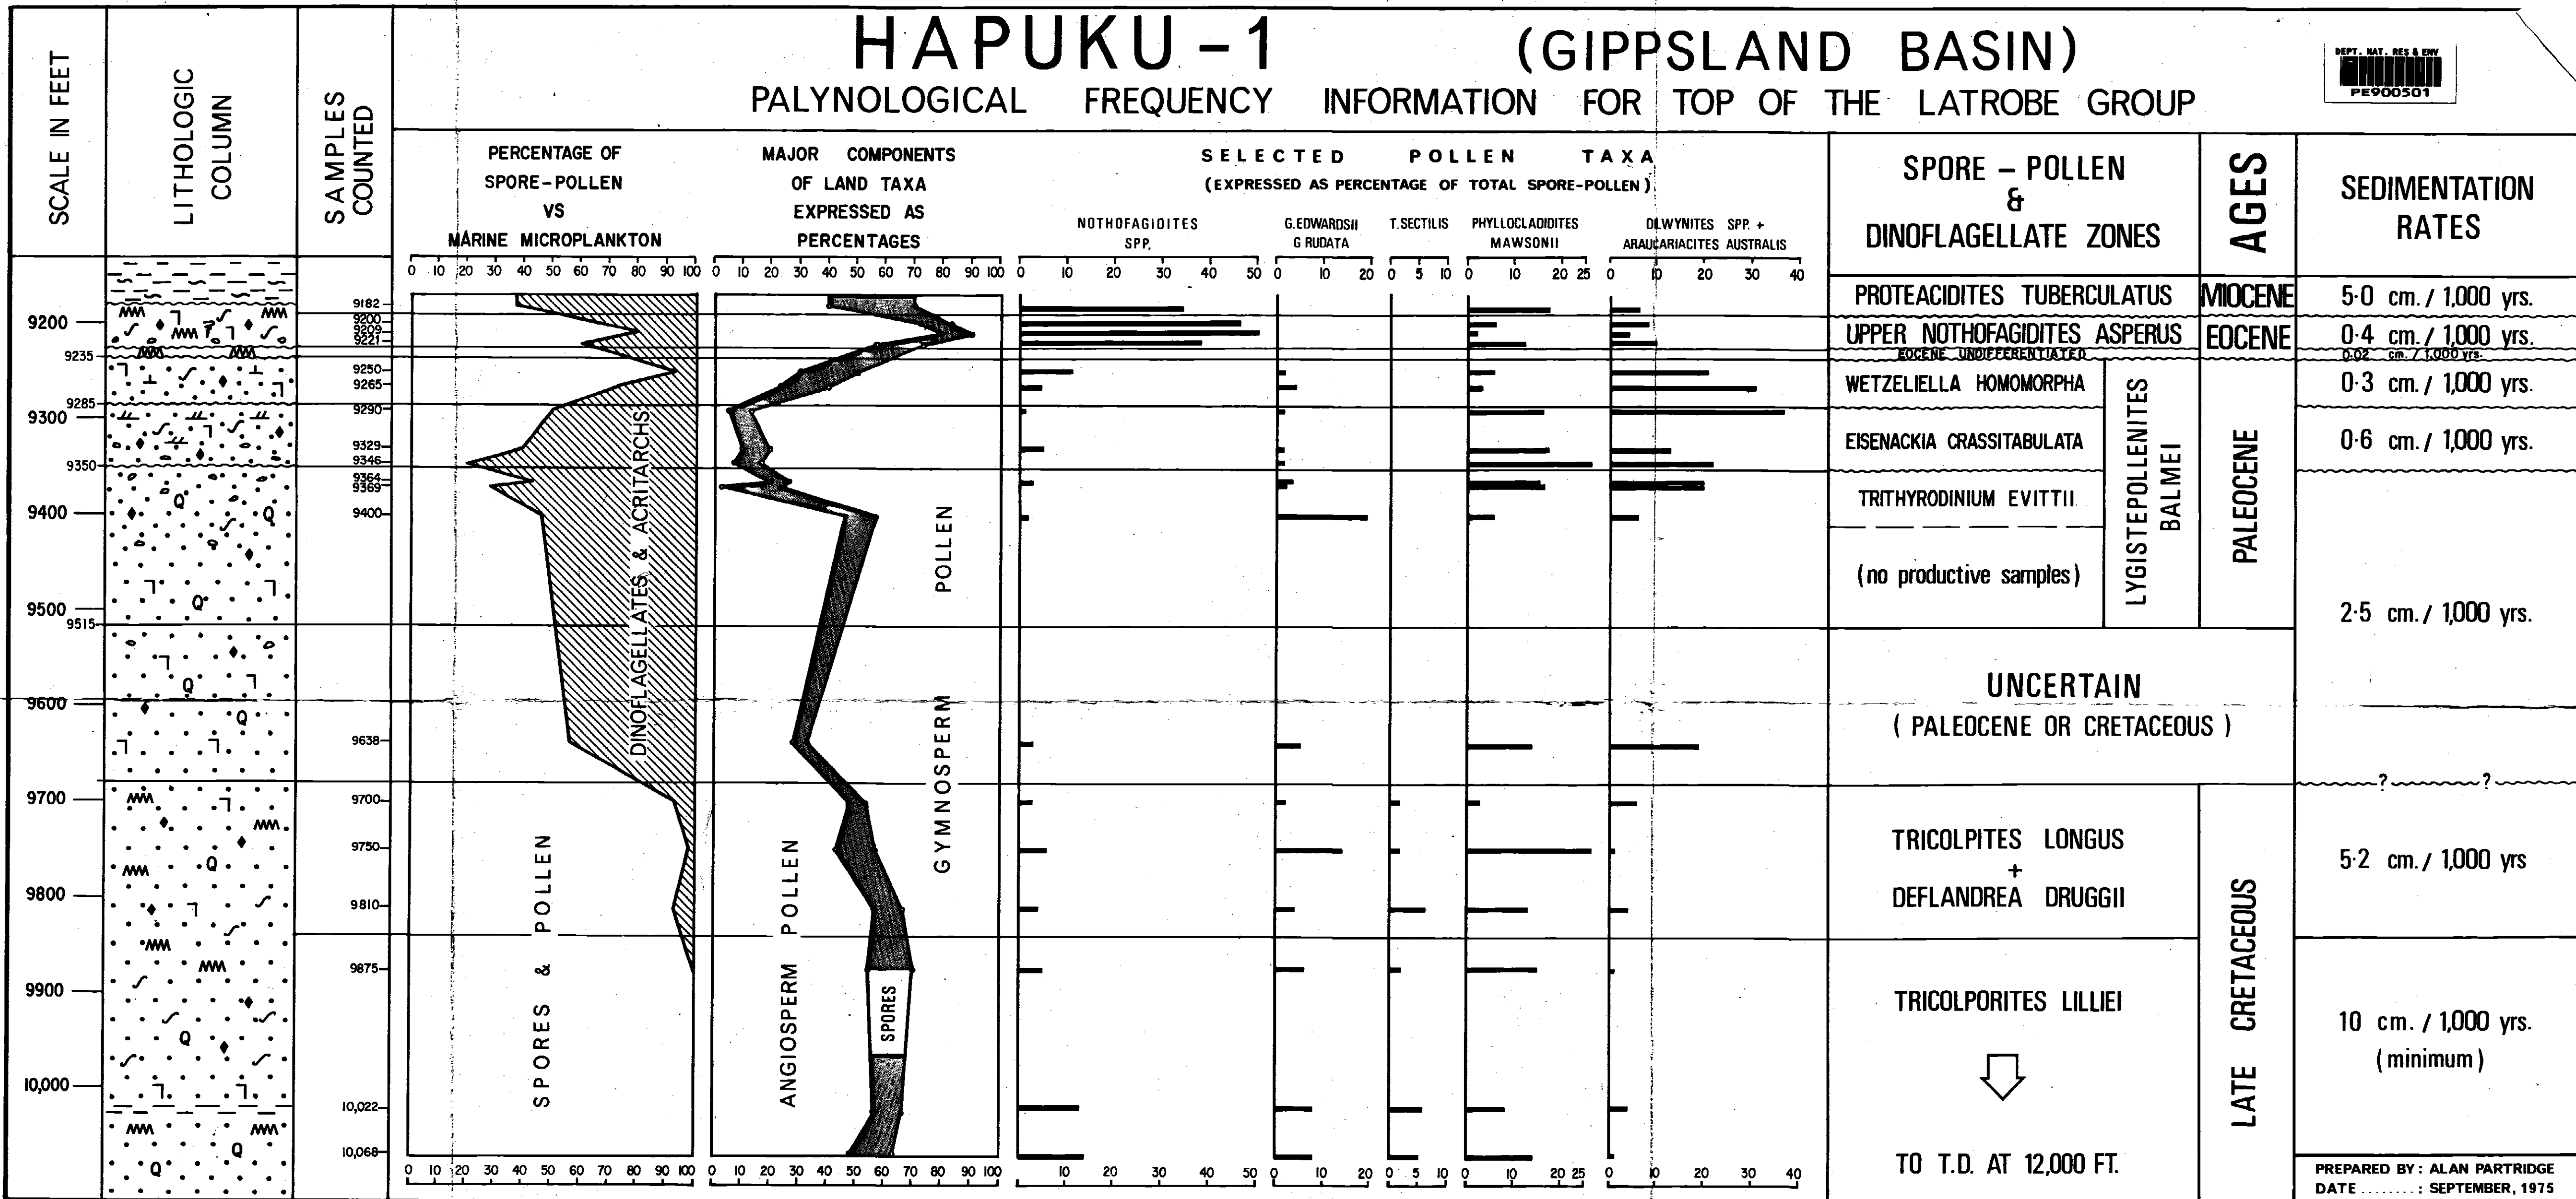 HAPUKU-1 (GIPPSLAND BASIN)
PALYNOLOGICAL FREQUENCY INFORMATION FOR TOP OF THE LATROBE GROUP
DEPT. NAT. RES & ENV
PE900501
SCALE IN FEET
LITHOLOGIC
COLUMN
SAMPLES
COUNTED
PERCENTAGE OF
SPORE-POLLEN
VS
MARINE MICROPLANKTON
MAJOR COMPONENTS
OF LAND TAXA
EXPRESSED AS
PERCENTAGES
SELECTED POLLEN TAXA
(EXPRESSED AS PERCENTAGE OF TOTAL SPORE-POLLEN)
NOTHOFAGIDITES
SPP.
G.EDWARDSII
G RUDATA
T.SECTILIS
PHYLLOCLADIDITES
MAWSONII
DILWYNITES SPP. +
ARAUCARIACITES AUSTRALIS
SPORE - POLLEN
&
DINOFLAGELLATE ZONES
AGES
SEDIMENTATION
RATES
0 10 20 30 40 50 60 70 80 90 100
0 10 20 30 40 50 60 70 80 90 100
0 10 20 30 40 50
0 10 20
0 5 10
0 10 20 25
0 10 20 30 40
9200
9235
9285
9300
9350
9400
9500
9515
9600
9700
9800
9900
10,000
9182
9200
9209
9221
9250
9265
9290
9329
9346
9364
9369
9400
9638
9700
9750
9810
9875
10,022
10,068
DINOFLAGELLATES & ACRITARCHS
SPORES & POLLEN
ANGIOSPERM POLLEN
SPORES
GYMNOSPERM POLLEN
PROTEACIDITES TUBERCULATUS
MIOCENE
5·0 cm. / 1,000 yrs.
UPPER NOTHOFAGIDITES ASPERUS
EOCENE
0·4 cm. / 1,000 yrs.
EOCENE UNDIFFERENTIATED
0·02 cm. / 1,000 yrs.
WETZELIELLA HOMOMORPHA
0·3 cm. / 1,000 yrs.
EISENACKIA CRASSITABULATA
0·6 cm. / 1,000 yrs.
TRITHYRODINIUM EVITTII
(no productive samples)
LYGISTEPOLLENITES
BALMEI
PALEOCENE
2·5 cm. / 1,000 yrs.
UNCERTAIN
( PALEOCENE OR CRETACEOUS )
? ?
TRICOLPITES LONGUS
+
DEFLANDREA DRUGGII
5·2 cm. / 1,000 yrs
TRICOLPORITES LILLIEI
TO T.D. AT 12,000 FT.
LATE CRETACEOUS
10 cm. / 1,000 yrs.
(minimum)
0 10 20 30 40 50 60 70 80 90 100
0 10 20 30 40 50 60 70 80 90 100
10 20 30 40 50
0 10 20
0 5 10
0 10 20 25
0 10 20 30 40
PREPARED BY : ALAN PARTRIDGE
DATE ........ : SEPTEMBER, 1975